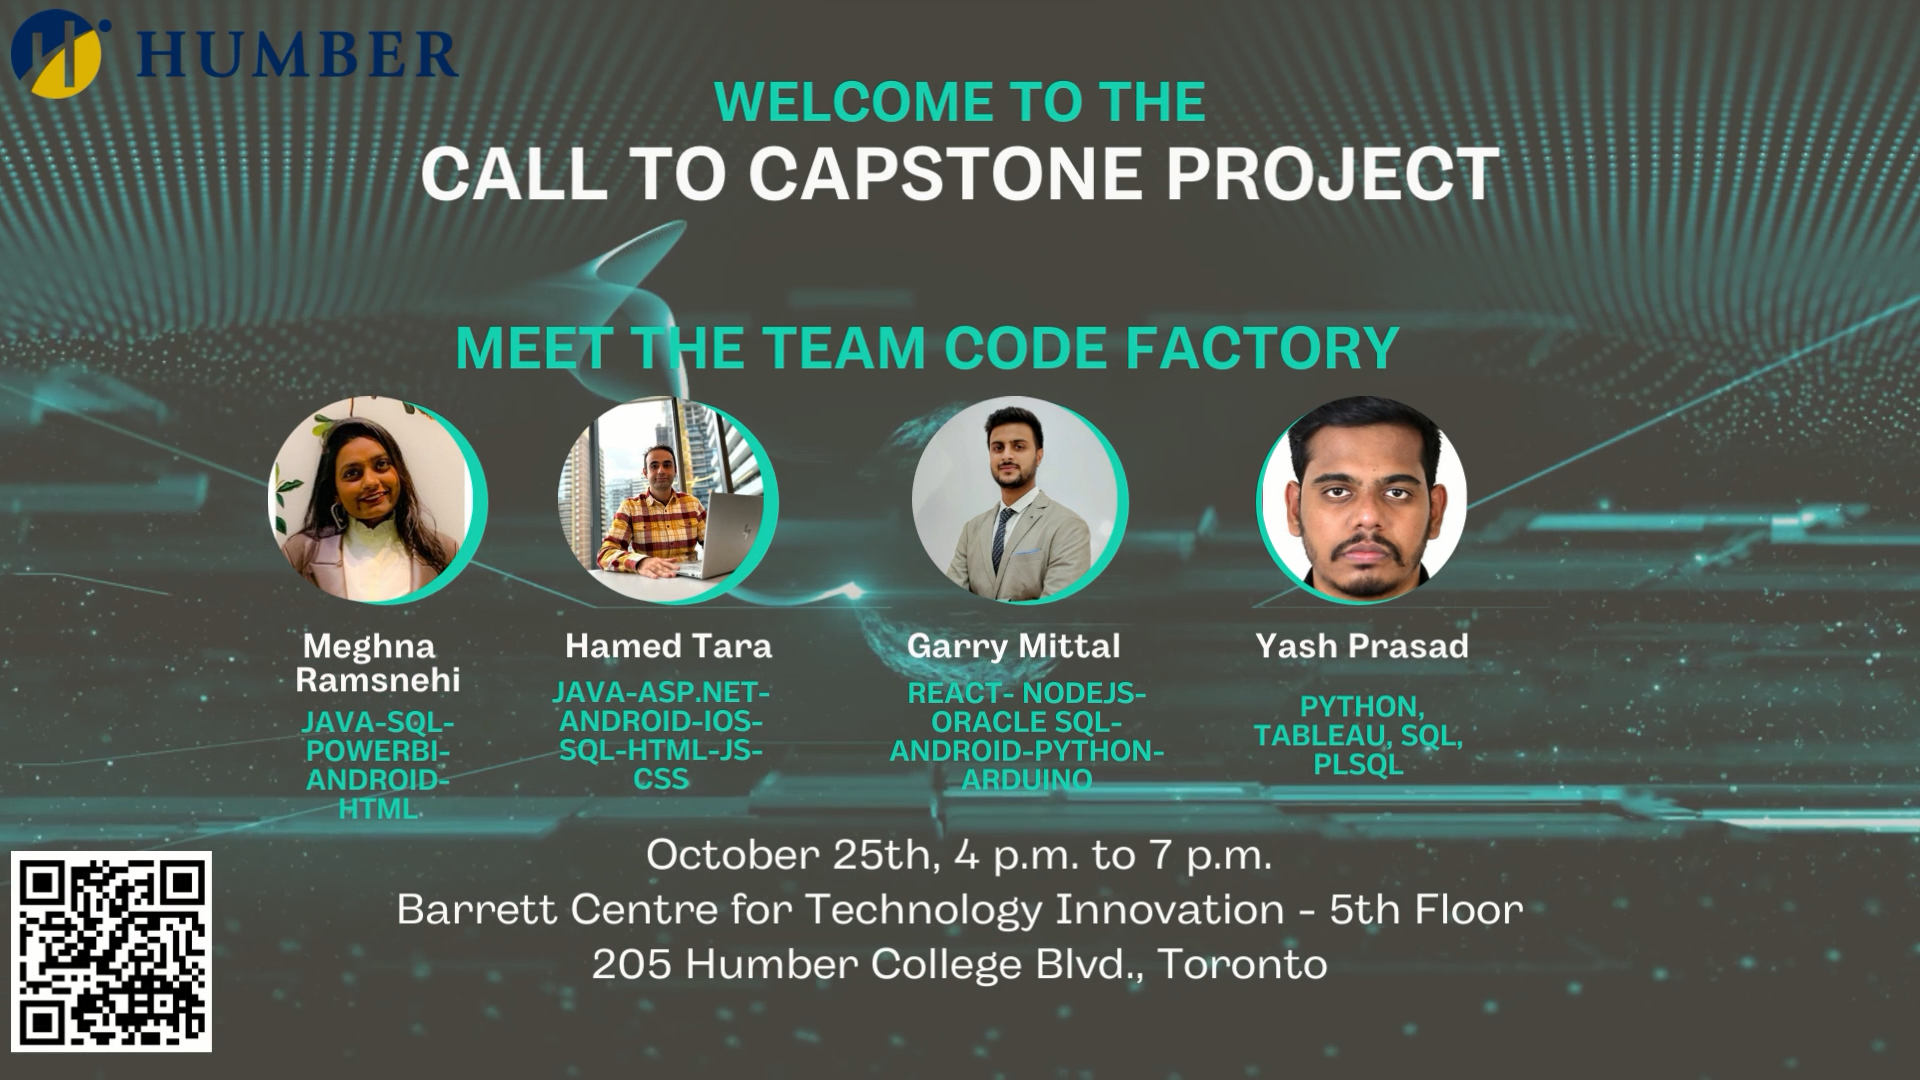 HUMBER
WELCOME TO THE
CALL TO CAPSTONE PROJECT
MEET THE TEAM CODE FACTORY
Meghna
Ramsnehi
JAVA-SQL-
POWERBI-
ANDROID-
HTML
Hamed Tara
JAVA-ASP.NET-
ANDROID-IOS-
SQL-HTML-JS-
CSS
Garry Mittal
REACT- NODEJS-
ORACLE SQL-
ANDROID-PYTHON-
ARDUINO
Yash Prasad
PYTHON,
TABLEAU, SQL,
PLSQL
October 25th, 4 p.m. to 7 p.m.
Barrett Centre for Technology Innovation - 5th Floor
205 Humber College Blvd., Toronto